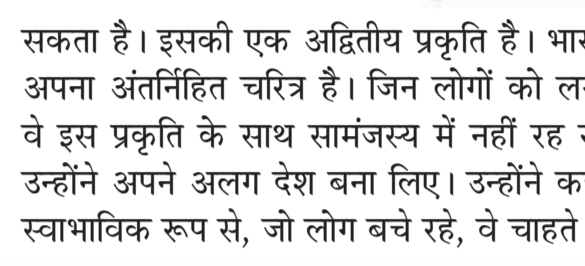 सकता है। इसकी एक अद्वितीय प्रकृति है।
अपना अंतर्निहित चरित्र है। जिन लोगों को
वे इस प्रकृति के साथ सामंजस्य में नहीं रह
उन्होंने अपने अलग देश बना लिए। उन्होंने
स्वाभाविक रूप से, जो लोग बचे रहे, वे चाहते